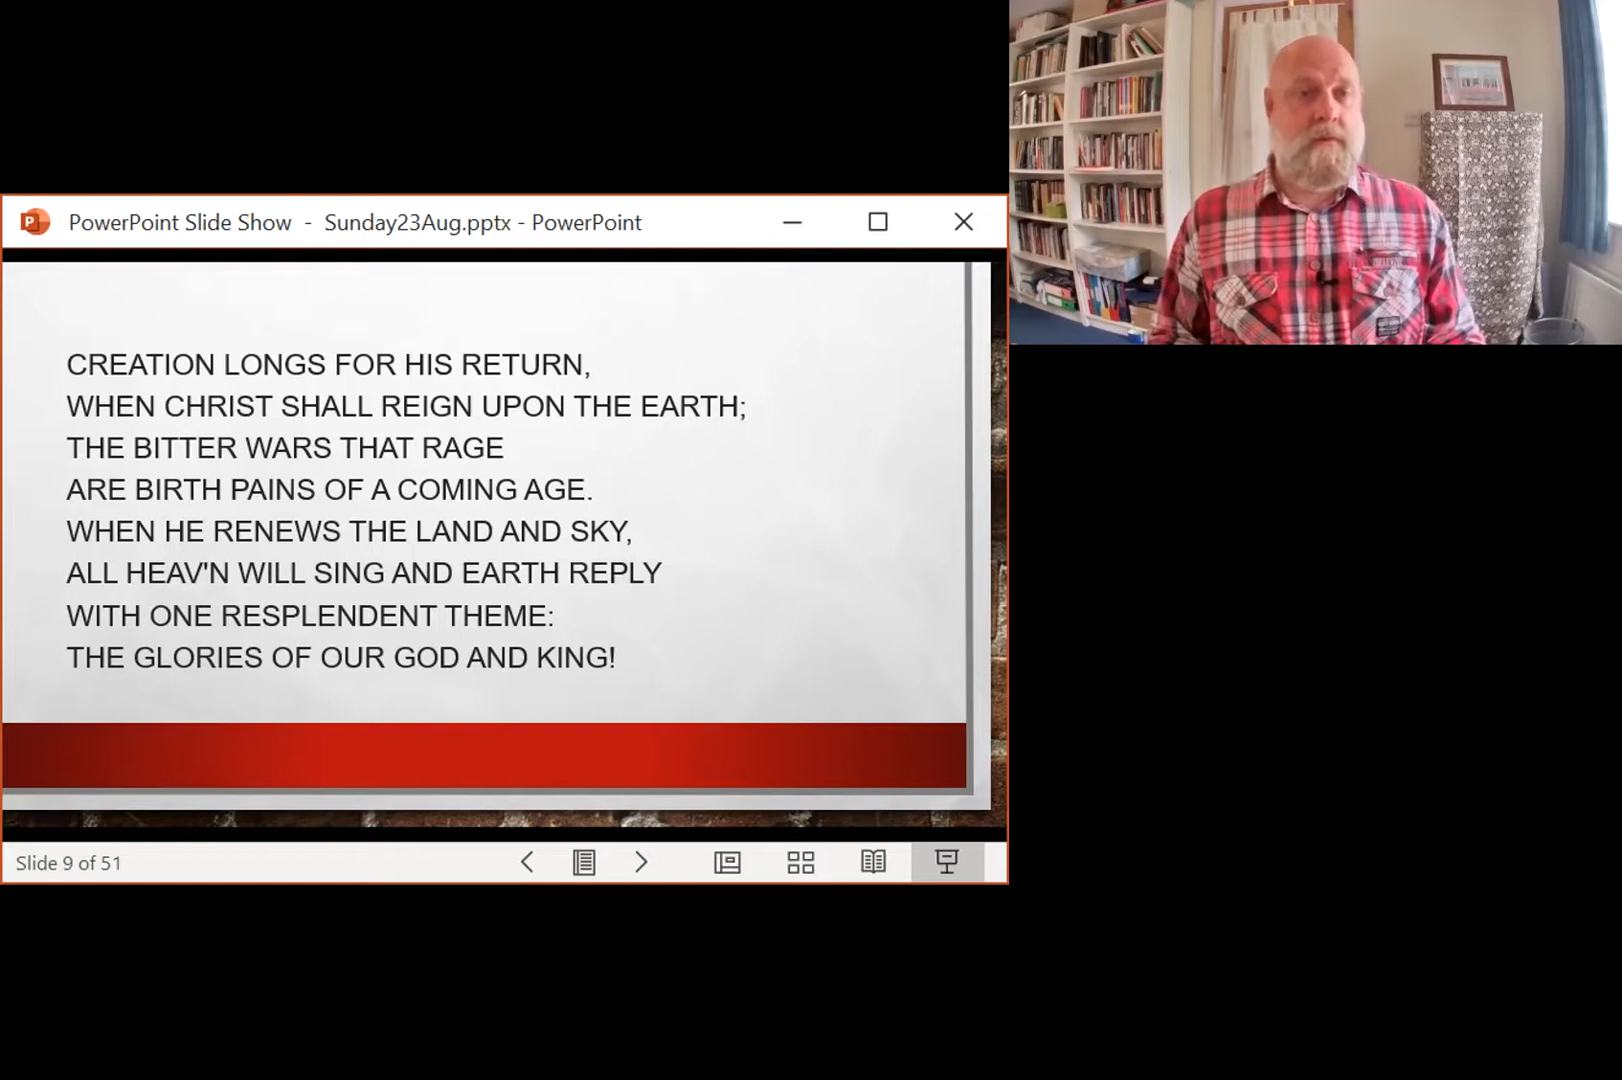 PowerPoint Slide Show - Sunday23Aug.pptx - PowerPoint
CREATION LONGS FOR HIS RETURN,
WHEN CHRIST SHALL REIGN UPON THE EARTH;
THE BITTER WARS THAT RAGE
ARE BIRTH PAINS OF A COMING AGE.
WHEN HE RENEWS THE LAND AND SKY,
ALL HEAV'N WILL SING AND EARTH REPLY
WITH ONE RESPLENDENT THEME:
THE GLORIES OF OUR GOD AND KING!
Slide 9 of 51